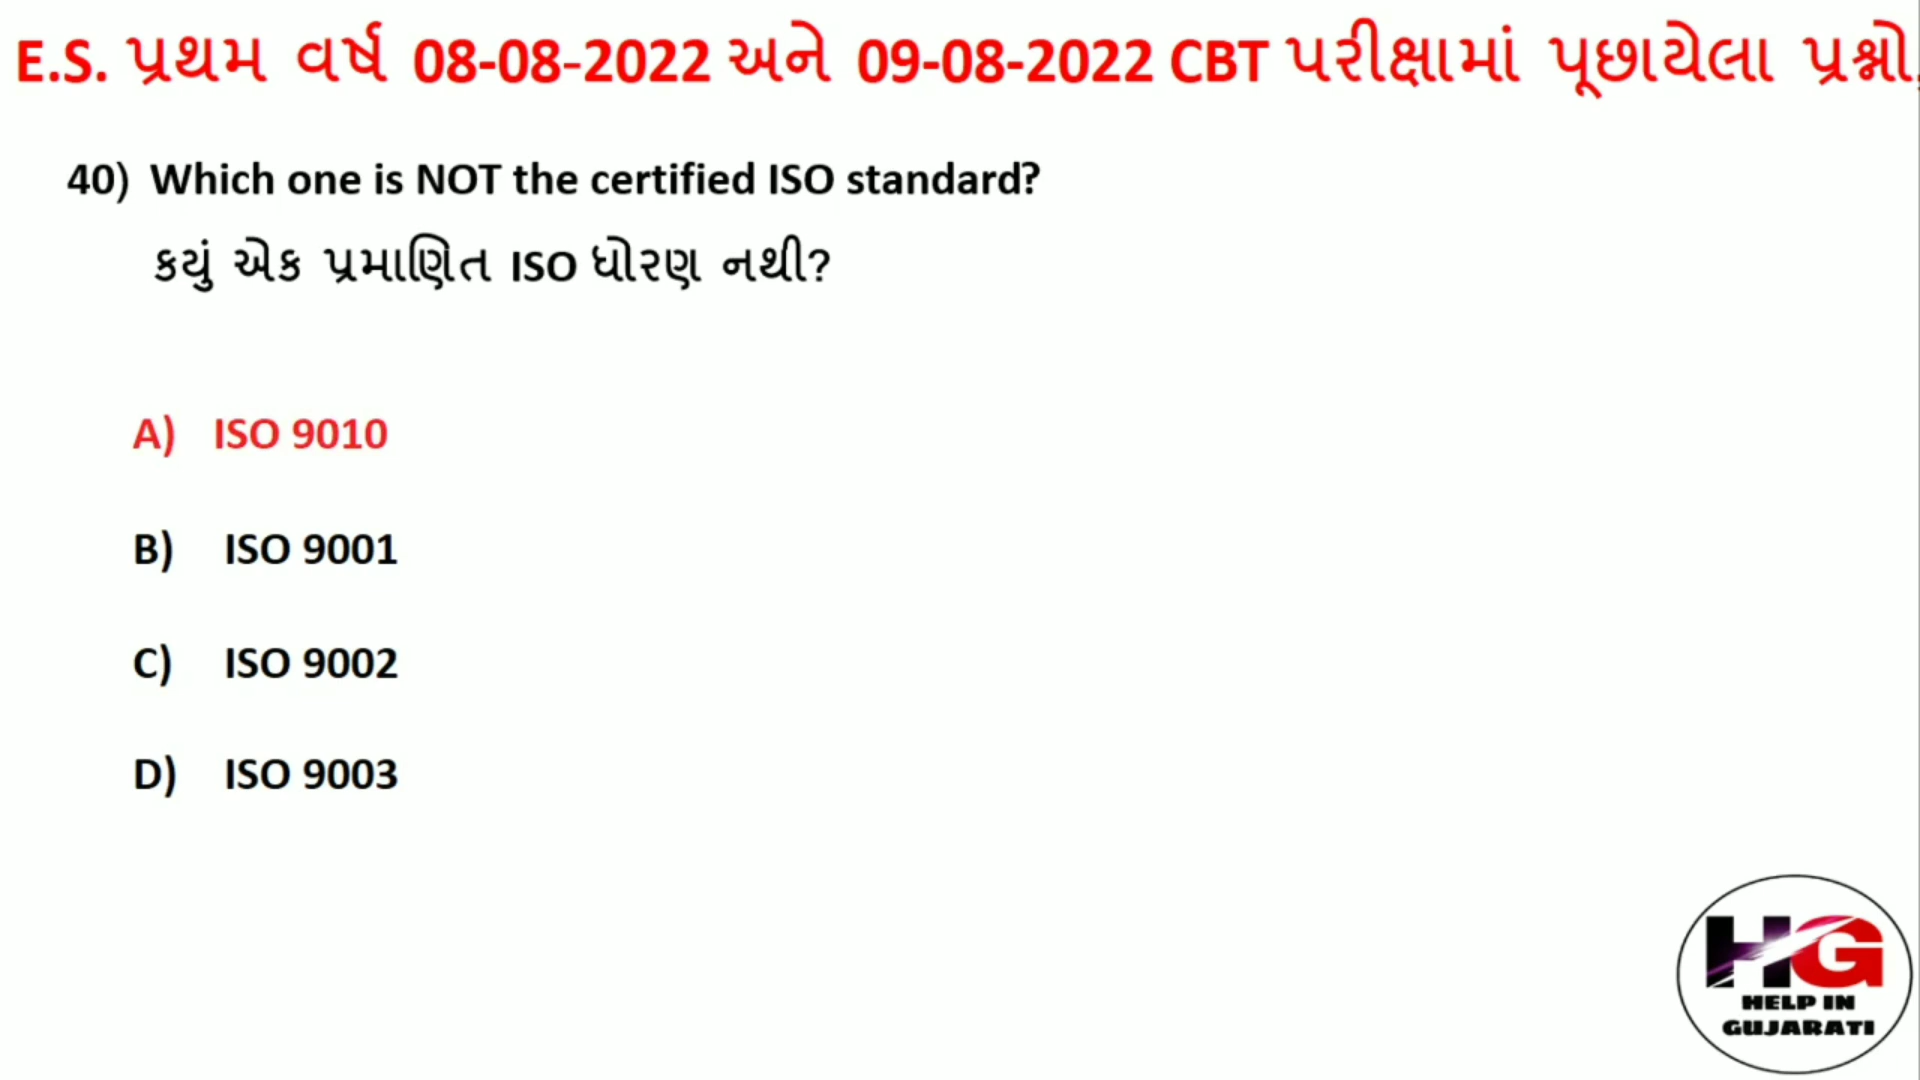 E.S. પ્રથમ વર્ષ 08-08-2022 અને 09-08-2022 CBT પરીક્ષામાં પૂછાયેલા પ્રશ્નો.
40) Which one is NOT the certified ISO standard?
કયું એક પ્રમાણિત ISO ધોરણ નથી?
A) ISO 9010
B) ISO 9001
C) ISO 9002
D) ISO 9003
HG
HELP IN
GUJARATI